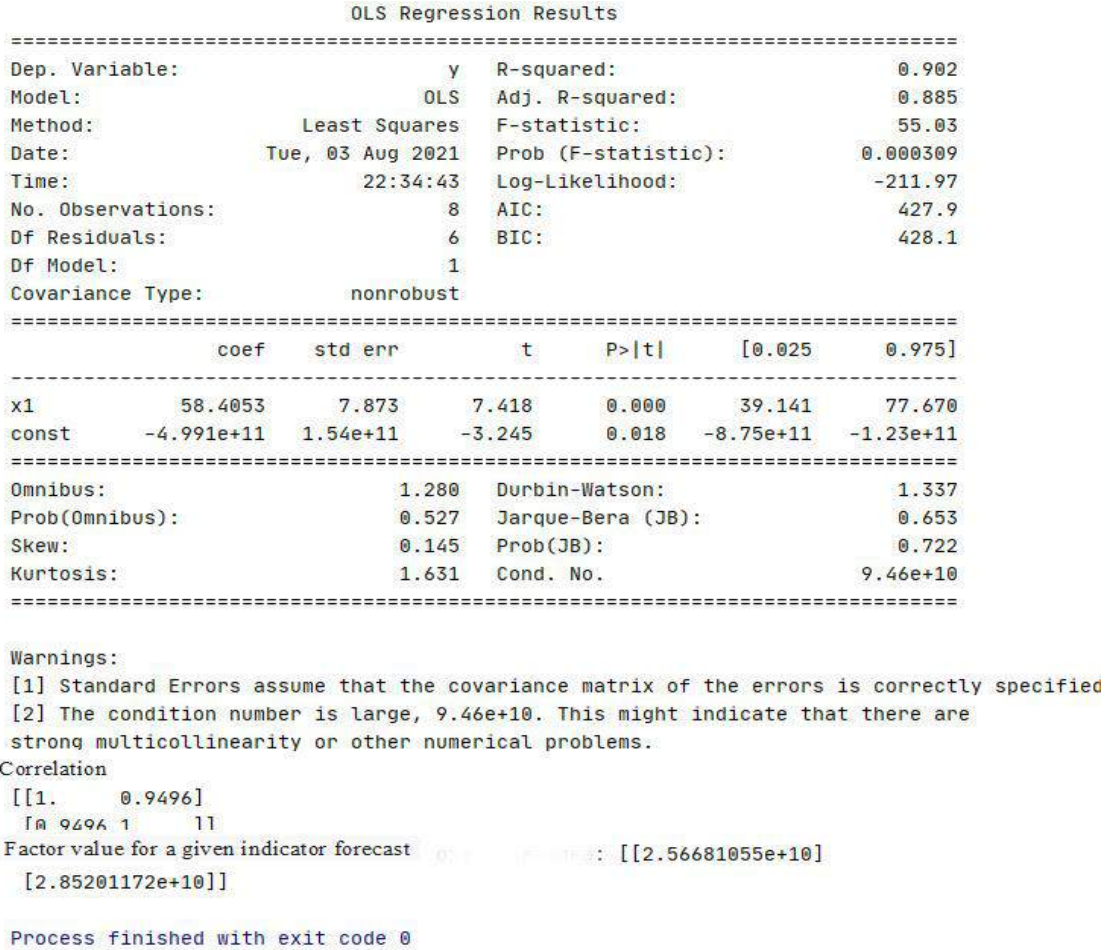 OLS Regression Results
==============================================================================
Dep. Variable: y R-squared: 0.902
Model: OLS Adj. R-squared: 0.885
Method: Least Squares F-statistic: 55.03
Date: Tue, 03 Aug 2021 Prob (F-statistic): 0.000309
Time: 22:34:43 Log-Likelihood: -211.97
No. Observations: 8 AIC: 427.9
Df Residuals: 6 BIC: 428.1
Df Model: 1
Covariance Type: nonrobust
==============================================================================
coef std err t P>|t| [0.025 0.975]
------------------------------------------------------------------------------
x1 58.4053 7.873 7.418 0.000 39.141 77.670
const -4.991e+11 1.54e+11 -3.245 0.018 -8.75e+11 -1.23e+11
==============================================================================
Omnibus: 1.280 Durbin-Watson: 1.337
Prob(Omnibus): 0.527 Jarque-Bera (JB): 0.653
Skew: 0.145 Prob(JB): 0.722
Kurtosis: 1.631 Cond. No. 9.46e+10
==============================================================================
Warnings:
[1] Standard Errors assume that the covariance matrix of the errors is correctly specified
[2] The condition number is large, 9.46e+10. This might indicate that there are
strong multicollinearity or other numerical problems.
Correlation
[[1. 0.9496]
[0.9496 1. ]]
Factor value for a given indicator forecast : [[2.56681055e+10]
[2.85201172e+10]]
Process finished with exit code 0